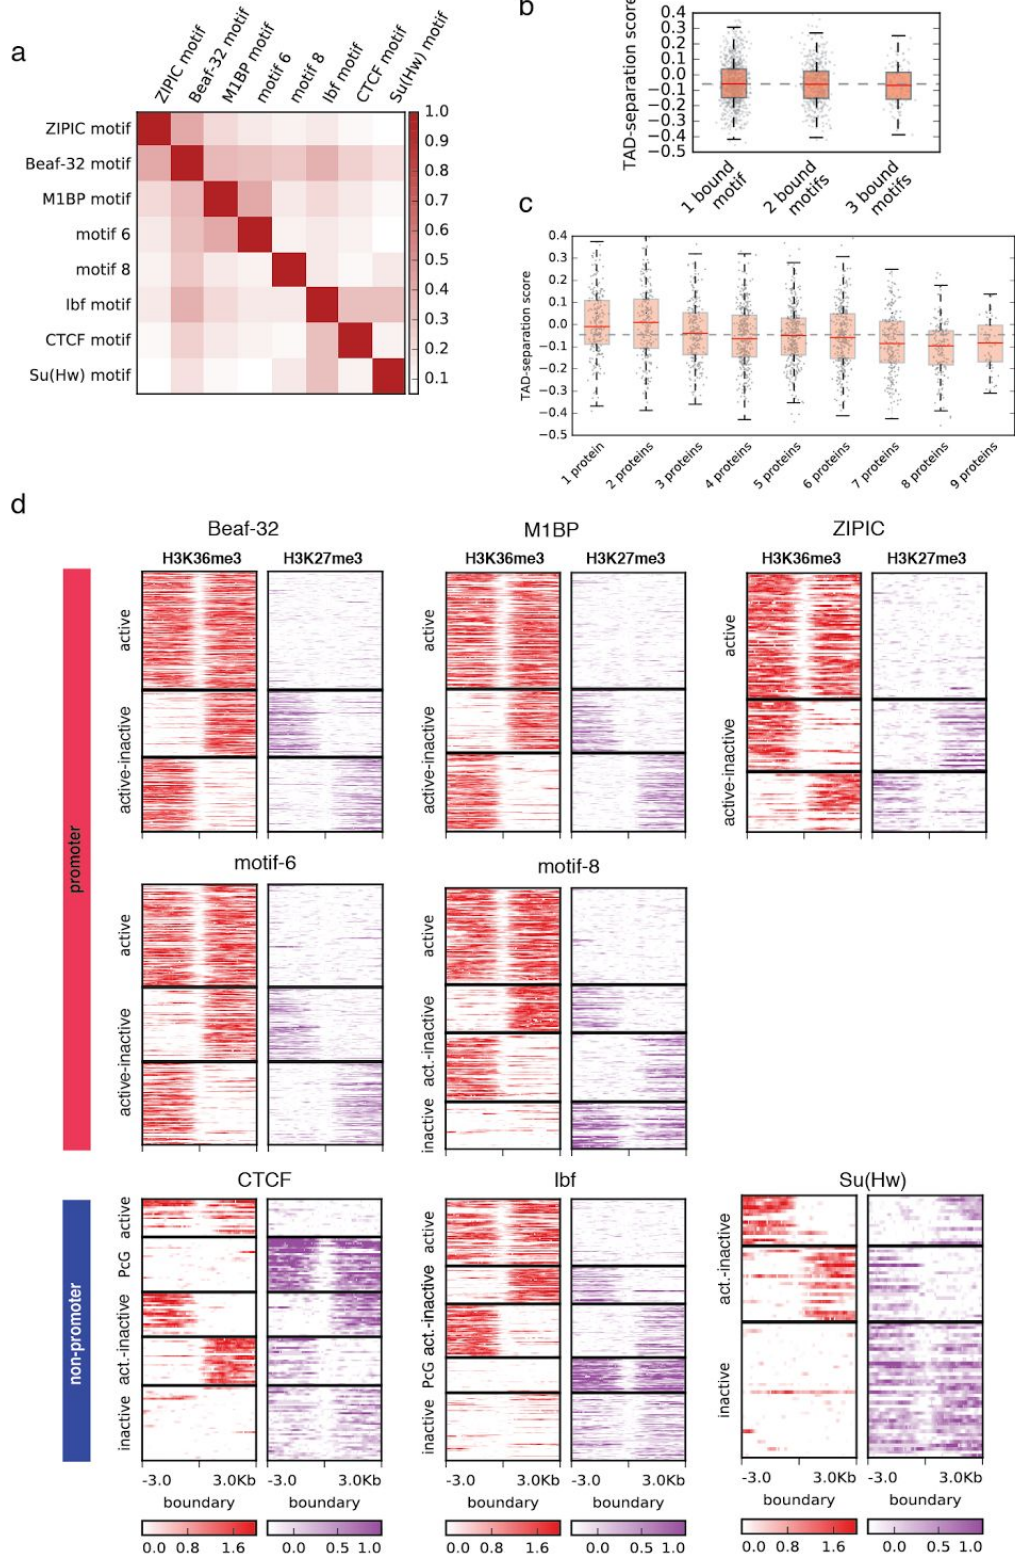 a
ZIPIC motif
Beaf-32 motif
M1BP motif
motif 6
motif 8
Ibf motif
CTCF motif
Su(Hw) motif
ZIPIC motif
Beaf-32 motif
M1BP motif
motif 6
motif 8
Ibf motif
CTCF motif
Su(Hw) motif
1.0
0.9
0.8
0.7
0.6
0.5
0.4
0.3
0.2
0.1
b
TAD-separation score
0.4
0.3
0.2
0.1
0.0
−0.1
−0.2
−0.3
−0.4
−0.5
1 bound motif
2 bound motifs
3 bound motifs
c
TAD-separation score
0.4
0.3
0.2
0.1
0.0
−0.1
−0.2
−0.3
−0.4
−0.5
1 protein
2 proteins
3 proteins
4 proteins
5 proteins
6 proteins
7 proteins
8 proteins
9 proteins
d
promoter
Beaf-32
H3K36me3 H3K27me3
active
active-inactive
M1BP
H3K36me3 H3K27me3
active
active-inactive
ZIPIC
H3K36me3 H3K27me3
active
active-inactive
motif-6
active
active-inactive
motif-8
active
act.-inactive
inactive
non-promoter
CTCF
active
PcG
act.-inactive
inactive
-3.0 3.0Kb -3.0 3.0Kb
boundary boundary
0.0 0.8 1.6 0.0 0.5 1.0
Ibf
active
act.-inactive
PcG
inactive
-3.0 3.0Kb -3.0 3.0Kb
boundary boundary
0.0 0.8 1.6 0.0 0.5 1.0
Su(Hw)
act.-inactive
inactive
-3.0 3.0Kb -3.0 3.0Kb
boundary boundary
0.0 0.8 1.6 0.0 0.5 1.0